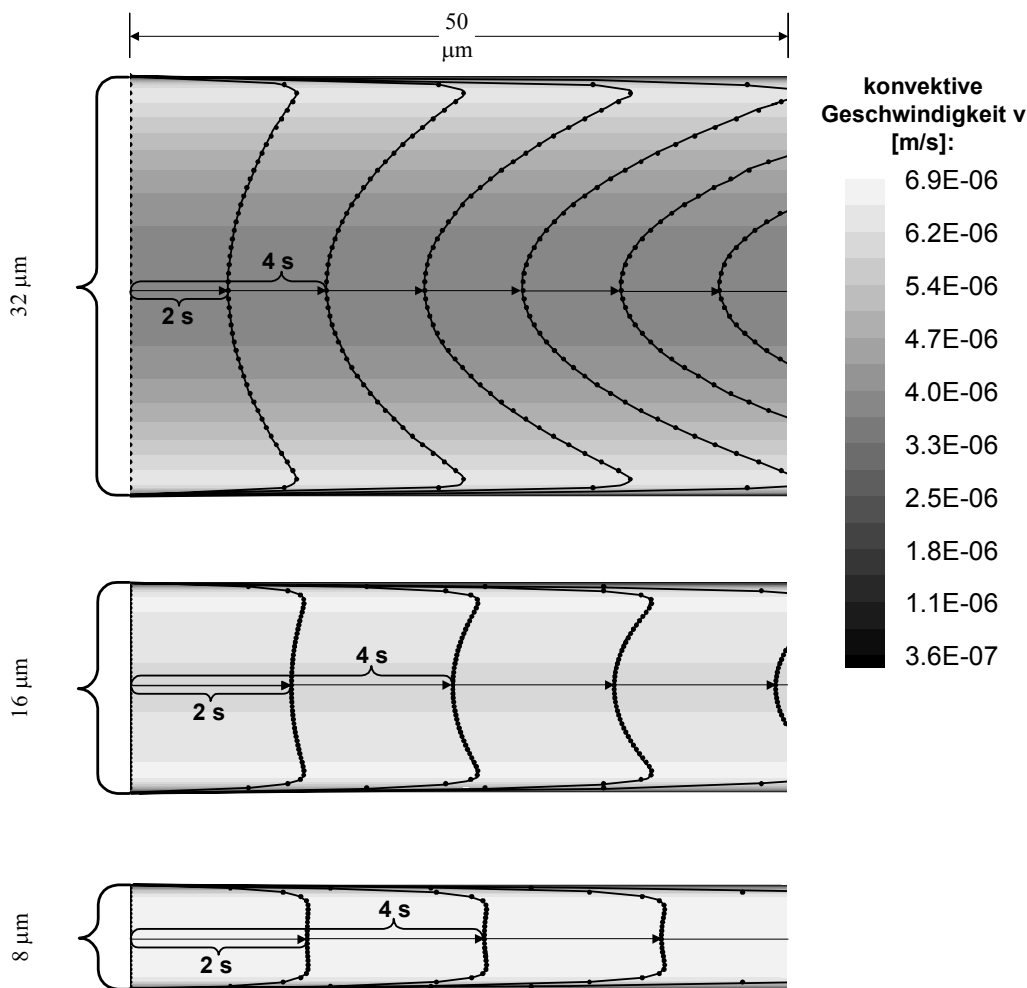 50
µm
konvektive
Geschwindigkeit v
[m/s]:
6.9E-06
6.2E-06
5.4E-06
4.7E-06
4.0E-06
3.3E-06
2.5E-06
1.8E-06
1.1E-06
3.6E-07
32 µm
4 s
2 s
16 µm
4 s
2 s
8 µm
4 s
2 s